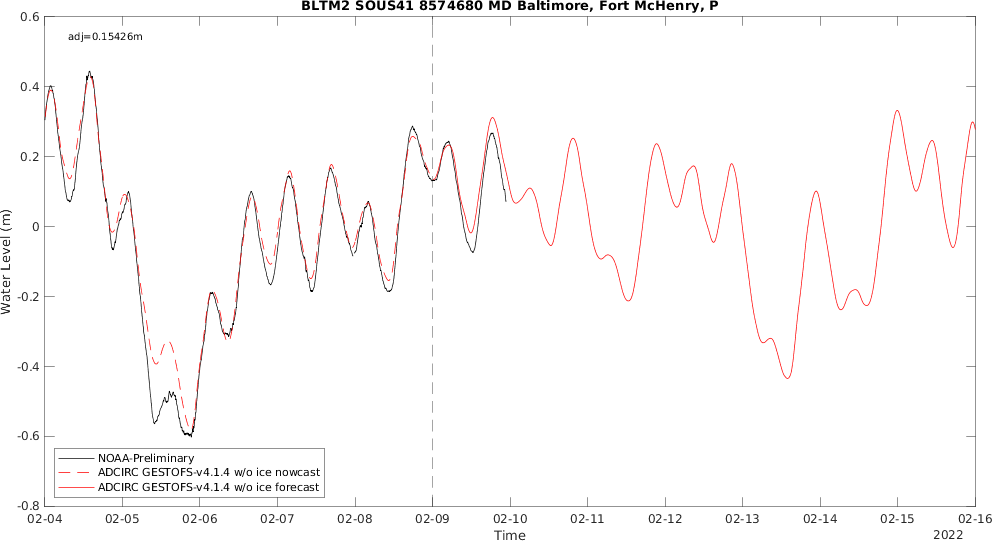 BLTM2 SOUS41 8574680 MD Baltimore, Fort McHenry, P
adj=0.15426m
0.6
0.4
0.2
0
-0.2
-0.4
-0.6
-0.8
Water Level (m)
NOAA-Preliminary
ADCIRC GESTOFS-v4.1.4 w/o ice nowcast
ADCIRC GESTOFS-v4.1.4 w/o ice forecast
02-04 02-05 02-06 02-07 02-08 02-09 02-10 02-11 02-12 02-13 02-14 02-15 02-16
Time
2022